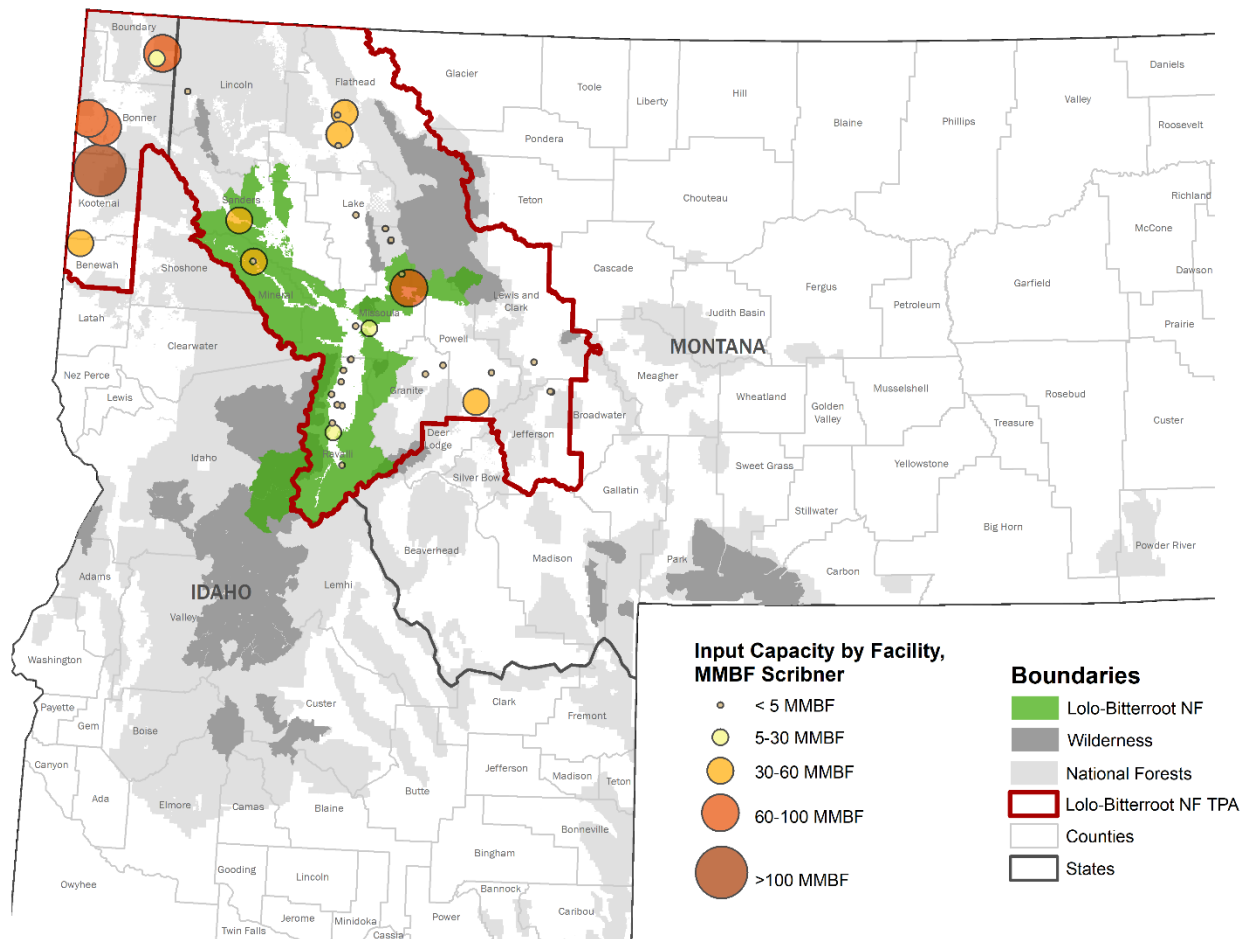 Boundary
Lincoln
Flathead
Glacier
Toole
Liberty
Hill
Blaine
Phillips
Valley
Daniels
Roosevelt
Bonner
Pondera
Kootenai
Sanders
Lake
Teton
Chouteau
Richland
McCone
Dawson
Benewah
Shoshone
Mineral
Missoula
Lewis and
Clark
Cascade
Fergus
Garfield
Petroleum
Prairie
Latah
Clearwater
Powell
Judith Basin
MONTANA
Nez Perce
Lewis
Granite
Meagher
Wheatland
Golden
Valley
Musselshell
Rosebud
Treasure
Custer
Broadwater
Jefferson
Deer
Lodge
Idaho
Silver Bow
Gallatin
Sweet Grass
Yellowstone
Stillwater
Big Horn
Beaverhead
Madison
Park
Carbon
Powder River
Adams
IDAHO
Lemhi
Valley
Washington
Payette
Gem
Boise
Custer
Clark
Fremont
Canyon
Ada
Elmore
Camas
Blaine
Butte
Jefferson
Madison
Teton
Bonneville
Bingham
Owyhee
Gooding
Lincoln
Jerome
Minidoka
Twin Falls
Cassia
Power
Bannock
Caribou
Input Capacity by Facility,
MMBF Scribner
< 5 MMBF
5-30 MMBF
30-60 MMBF
60-100 MMBF
>100 MMBF
Boundaries
Lolo-Bitterroot NF
Wilderness
National Forests
Lolo-Bitterroot NF TPA
Counties
States